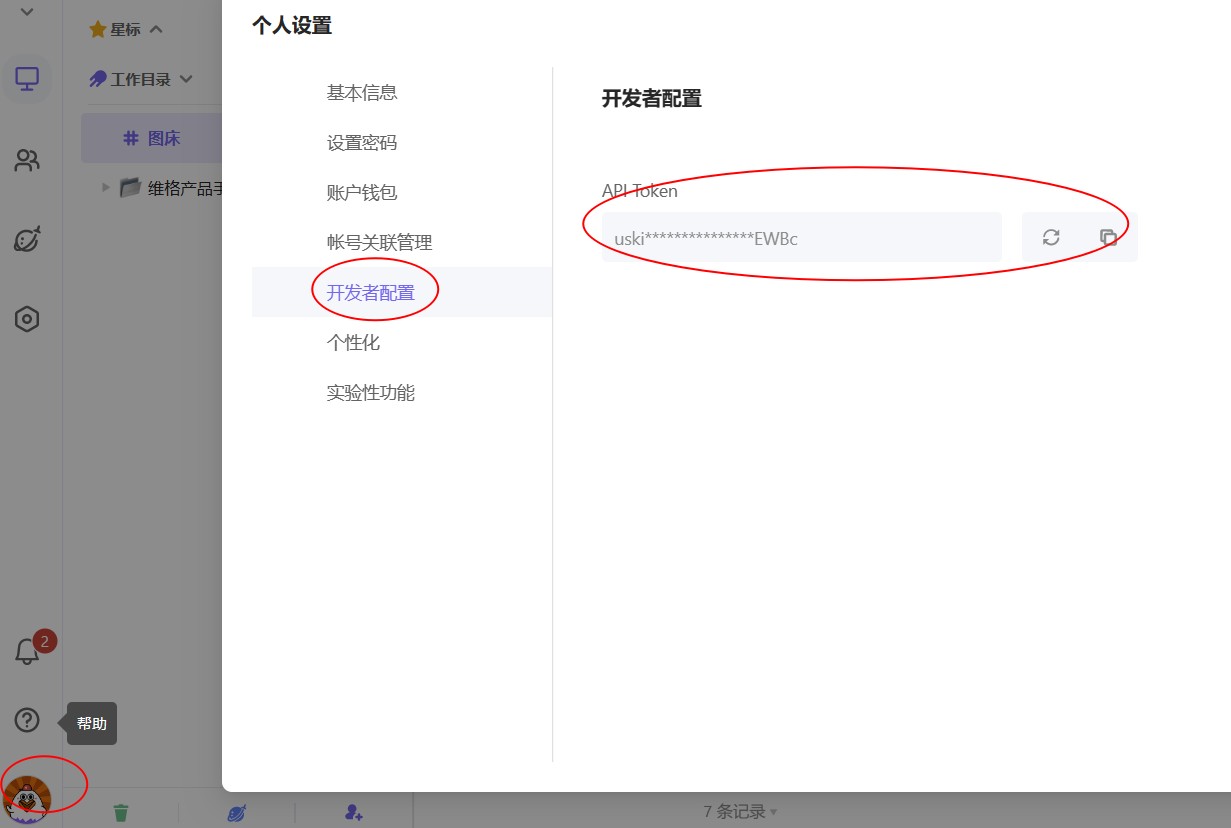 星标
工作目录
图床
维格产品手
2
帮助
个人设置
基本信息
设置密码
账户钱包
帐号关联管理
开发者配置
个性化
实验性功能
开发者配置
API Token
uski***************EWBc
7 条记录